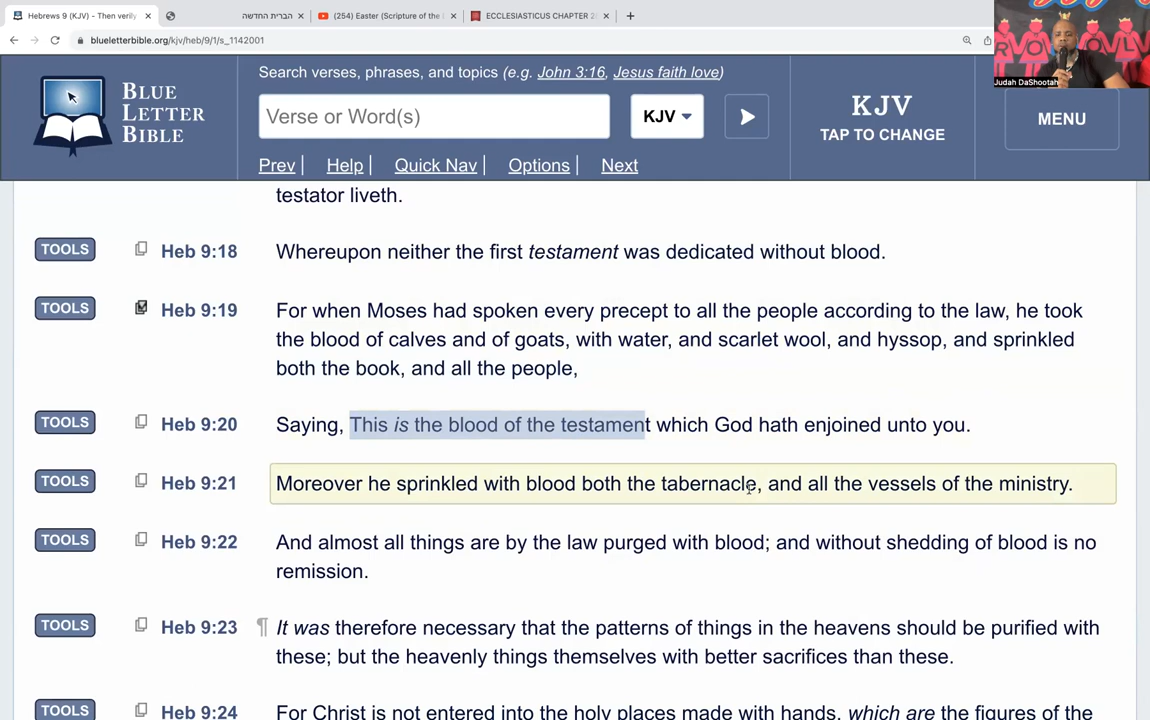 Hebrews 9 (KJV) - Then verily
הברית החדשה
(254) Easter (Scripture of the
ECCLESIASTICUS CHAPTER 2
blueletterbible.org/kjv/heb/9/1/s_1142001
Judah DaShootah
BLUE
LETTER
BIBLE
Search verses, phrases, and topics (e.g. John 3:16, Jesus faith love)
Verse or Word(s)
KJV
KJV
TAP TO CHANGE
MENU
Prev | Help | Quick Nav | Options | Next
testator liveth.
TOOLS Heb 9:18 Whereupon neither the first testament was dedicated without blood.
TOOLS Heb 9:19 For when Moses had spoken every precept to all the people according to the law, he took
the blood of calves and of goats, with water, and scarlet wool, and hyssop, and sprinkled
both the book, and all the people,
TOOLS Heb 9:20 Saying, This is the blood of the testament which God hath enjoined unto you.
TOOLS Heb 9:21 Moreover he sprinkled with blood both the tabernacle, and all the vessels of the ministry.
TOOLS Heb 9:22 And almost all things are by the law purged with blood; and without shedding of blood is no
remission.
TOOLS Heb 9:23 ¶ It was therefore necessary that the patterns of things in the heavens should be purified with
these; but the heavenly things themselves with better sacrifices than these.
TOOLS Heb 9:24 For Christ is not entered into the holy places made with hands, which are the figures of the